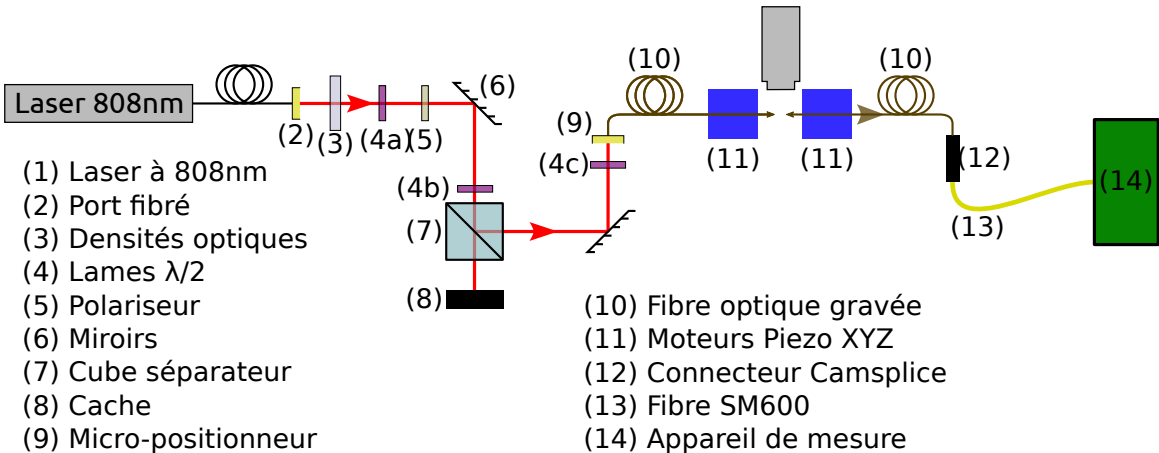 Laser 808nm
(2)
(3)
(4a)
(5)
(6)
(4b)
(7)
(8)
(9)
(4c)
(10)
(11)
(11)
(10)
(12)
(13)
(14)
(1) Laser à 808nm
(2) Port fibré
(3) Densités optiques
(4) Lames λ/2
(5) Polariseur
(6) Miroirs
(7) Cube séparateur
(8) Cache
(9) Micro-positionneur
(10) Fibre optique gravée
(11) Moteurs Piezo XYZ
(12) Connecteur Camsplice
(13) Fibre SM600
(14) Appareil de mesure